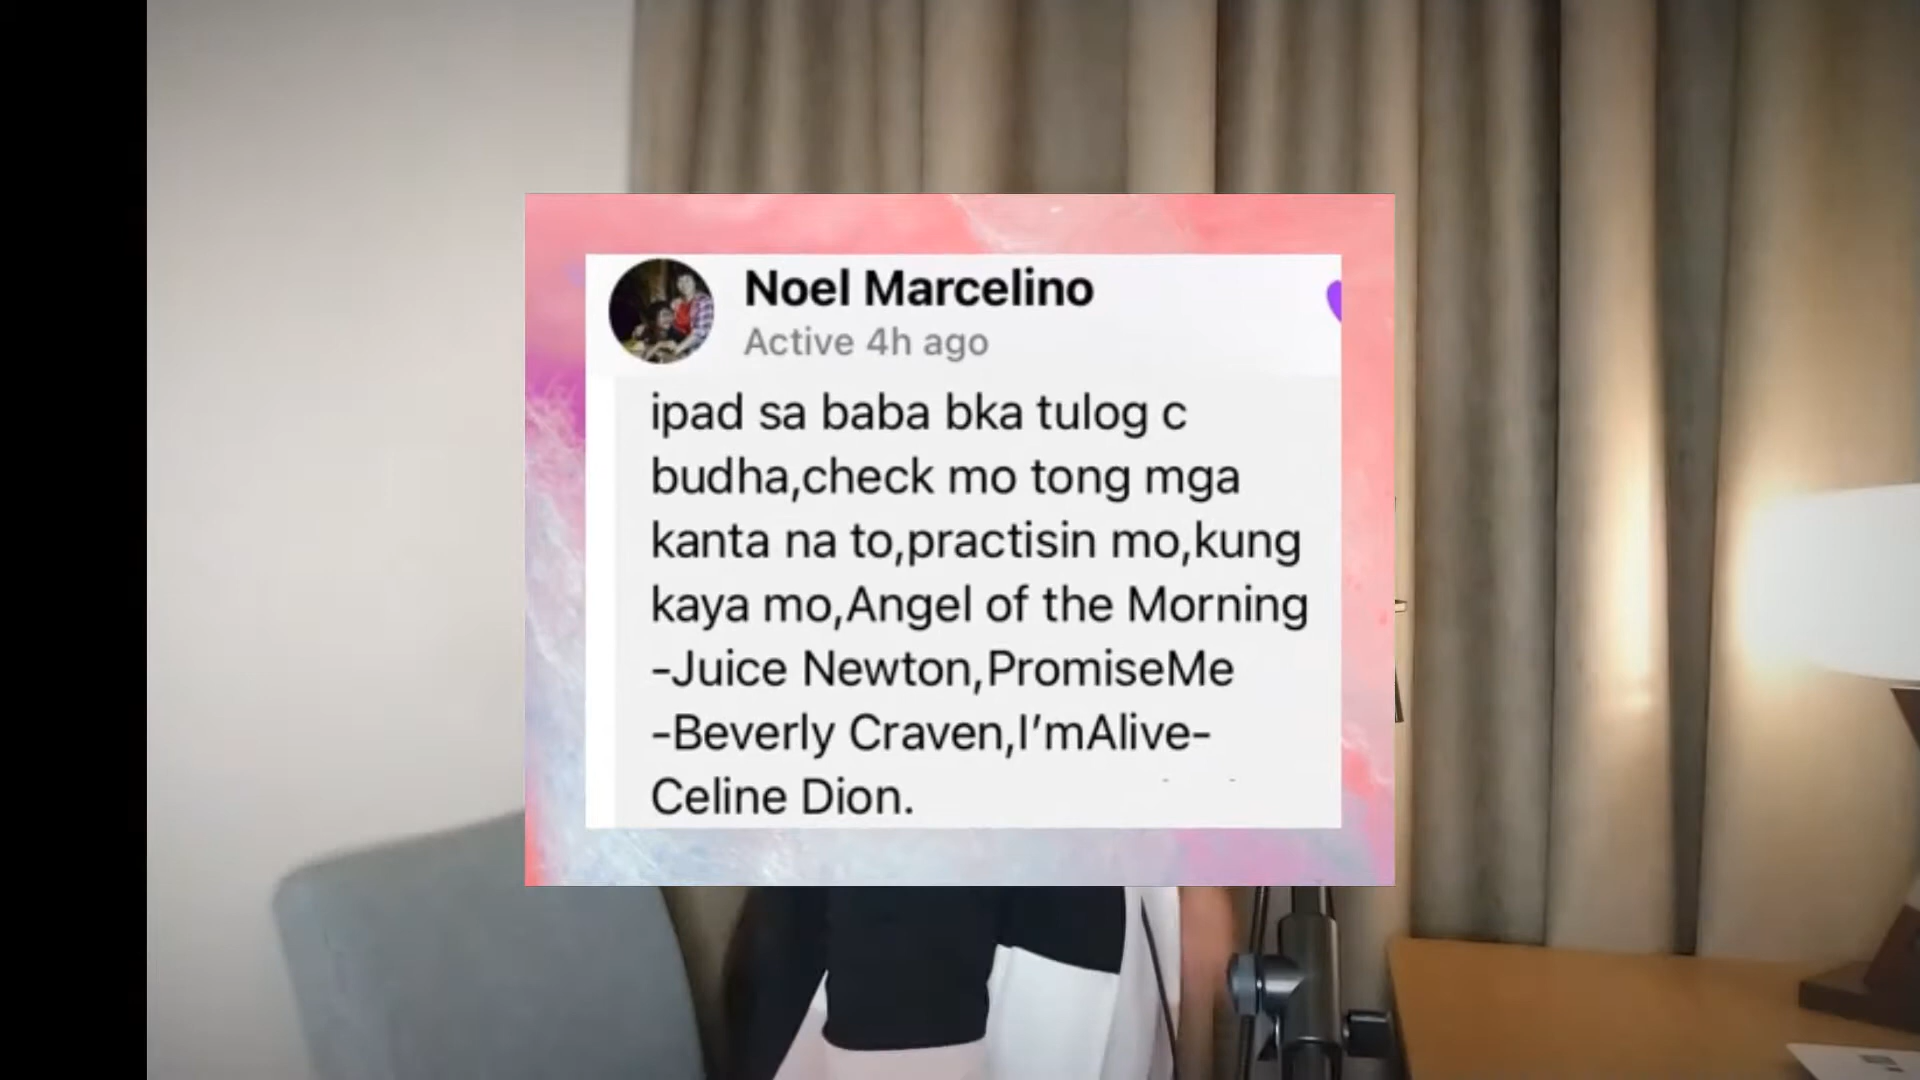 Noel Marcelino
Active 4h ago
ipad sa baba bka tulog c
budha,check mo tong mga
kanta na to,practisin mo,kung
kaya mo,Angel of the Morning
-Juice Newton,PromiseMe
-Beverly Craven,I'mAlive-
Celine Dion.